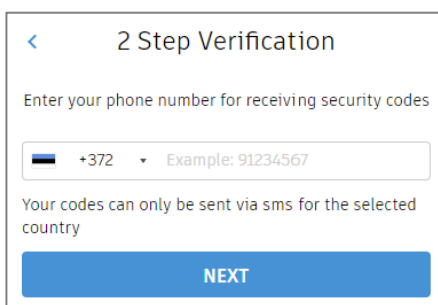 2 Step Verification
Enter your phone number for receiving security codes
+372 Example: 91234567
Your codes can only be sent via sms for the selected
country
NEXT